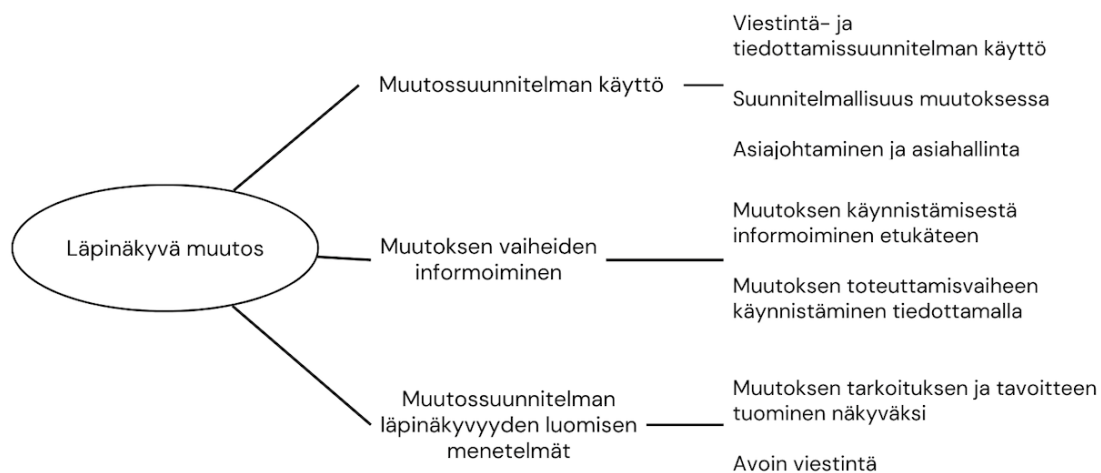 Läpinäkyvä muutos
Muutossuunnitelman käyttö
Viestintä- ja
tiedottamissuunnitelman käyttö
Suunnitelmallisuus muutoksessa
Asiajohtaminen ja asiahallinta
Muutoksen vaiheiden
informoiminen
Muutoksen käynnistämisestä
informoiminen etukäteen
Muutoksen toteuttamisvaiheen
käynnistäminen tiedottamalla
Muutossuunnitelman
läpinäkyvyyden luomisen
menetelmät
Muutoksen tarkoituksen ja tavoitteen
tuominen näkyväksi
Avoin viestintä